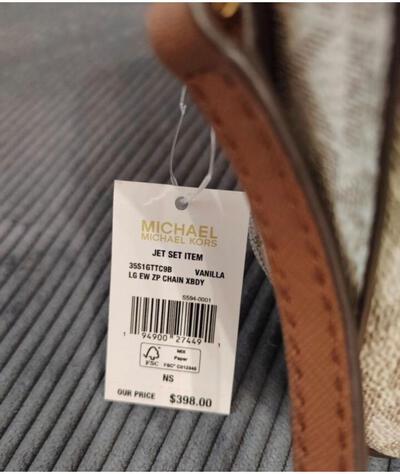 MICHAEL
MICHAEL KORS
JET SET ITEM
35S1GTTC9B VANILLA
LG EW ZP CHAIN XBDY
5594-0001
1 94900 27449 1
FSC
MIX
Paper
FSC® C012940
NS
OUR PRICE $398.00